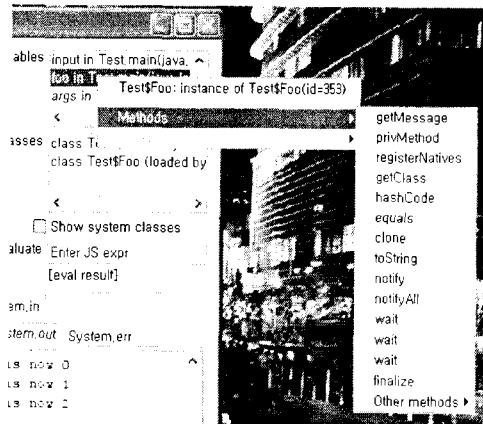 ables input in Test.main(java.
foo in T
args in
Test$Foo: instance of Test$Foo(id=353)
Methods
getMessage
privMethod
registerNatives
getClass
hashCode
equals
clone
toString
notify
notifyAll
wait
wait
wait
finalize
Other methods
asses class Te
class Test$Foo (loaded by
Show system classes
aluate Enter JS expr
[eval result]
em.in
stem.out System.err
is now 0
is now 1
is now 2